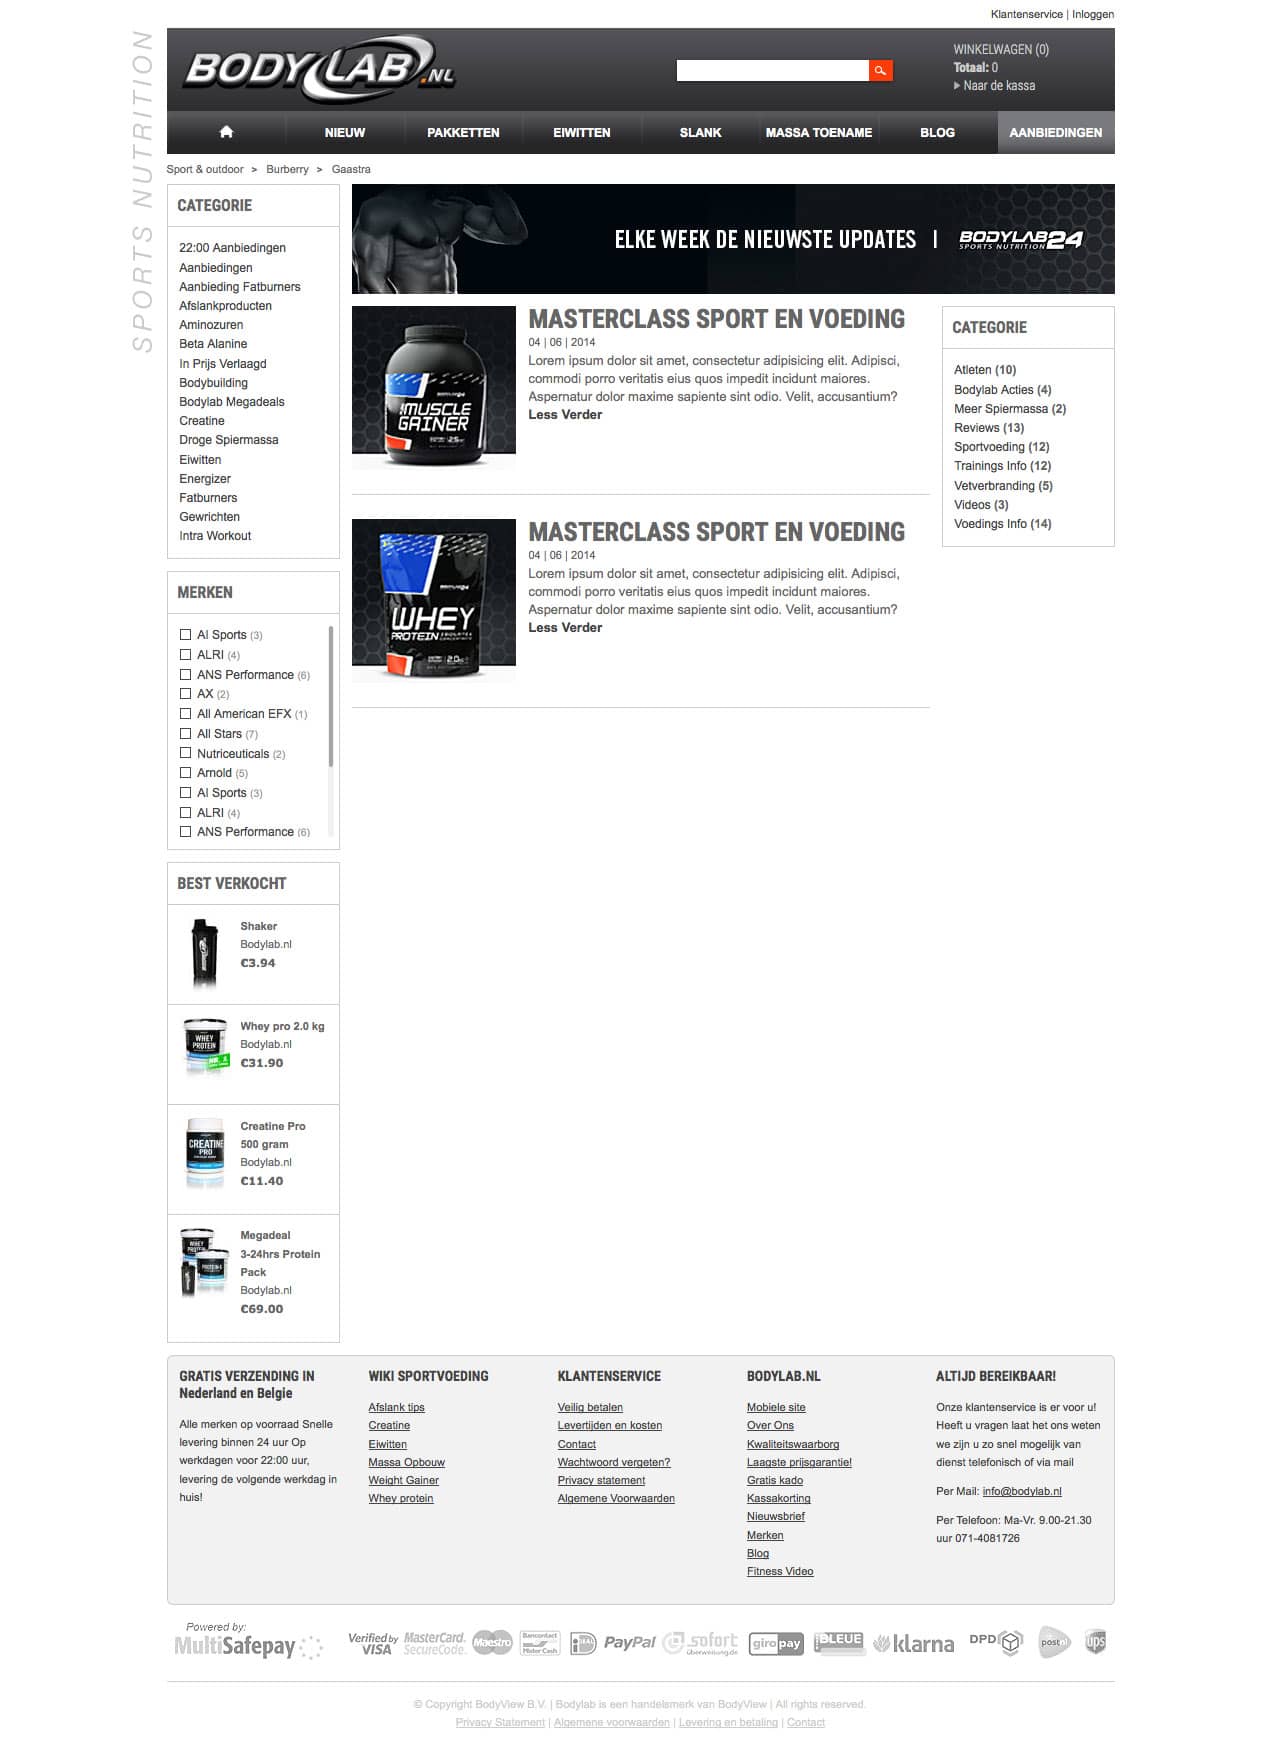 Klantenservice | Inloggen
SPORTS NUTRITION
BODYLAB.NL
WINKELWAGEN (0)
Totaal: 0
Naar de kassa
NIEUW PAKKETTEN EIWITTEN SLANK MASSA TOENAME BLOG AANBIEDINGEN
Sport & outdoor > Burberry > Gaastra
CATEGORIE
22:00 Aanbiedingen
Aanbiedingen
Aanbieding Fatburners
Afslankproducten
Aminozuren
Beta Alanine
In Prijs Verlaagd
Bodybuilding
Bodylab Megadeals
Creatine
Droge Spiermassa
Eiwitten
Energizer
Fatburners
Gewrichten
Intra Workout
MERKEN
AI Sports (3)
ALRI (4)
ANS Performance (6)
AX (2)
All American EFX (1)
All Stars (7)
Nutriceuticals (2)
Arnold (5)
AI Sports (3)
ALRI (4)
ANS Performance (6)
BEST VERKOCHT
Shaker
Bodylab.nl
€3.94
WHEY
PROTEIN
Whey pro 2.0 kg
Bodylab.nl
€31.90
CREATINE
PRO
Creatine Pro
500 gram
Bodylab.nl
€11.40
Megadeal
3-24hrs Protein
Pack
Bodylab.nl
€69.00
ELKE WEEK DE NIEUWSTE UPDATES | BODYLAB24
SPORTS NUTRITION
BODYLAB24
MUSCLE
GAINER
MASTERCLASS SPORT EN VOEDING
04 | 06 | 2014
Lorem ipsum dolor sit amet, consectetur adipisicing elit. Adipisci,
commodi porro veritatis eius quos impedit incidunt maiores.
Aspernatur dolor maxime sapiente sint odio. Velit, accusantium?
Less Verder
BODYLAB24
WHEY
PROTEIN
MASTERCLASS SPORT EN VOEDING
04 | 06 | 2014
Lorem ipsum dolor sit amet, consectetur adipisicing elit. Adipisci,
commodi porro veritatis eius quos impedit incidunt maiores.
Aspernatur dolor maxime sapiente sint odio. Velit, accusantium?
Less Verder
CATEGORIE
Atleten (10)
Bodylab Acties (4)
Meer Spiermassa (2)
Reviews (13)
Sportvoeding (12)
Trainings Info (12)
Vetverbranding (5)
Videos (3)
Voedings Info (14)
GRATIS VERZENDING IN
Nederland en Belgie
Alle merken op voorraad Snelle
levering binnen 24 uur Op
werkdagen voor 22:00 uur,
levering de volgende werkdag in
huis!
WIKI SPORTVOEDING
Afslank tips
Creatine
Eiwitten
Massa Opbouw
Weight Gainer
Whey protein
KLANTENSERVICE
Veilig betalen
Levertijden en kosten
Contact
Wachtwoord vergeten?
Privacy statement
Algemene Voorwaarden
BODYLAB.NL
Mobiele site
Over Ons
Kwaliteitswaarborg
Laagste prijsgarantie!
Gratis kado
Kassakorting
Nieuwsbrief
Merken
Blog
Fitness Video
ALTIJD BEREIKBAAR!
Onze klantenservice is er voor u!
Heeft u vragen laat het ons weten
we zijn u zo snel mogelijk van
dienst telefonisch of via mail
Per Mail: info@bodylab.nl
Per Telefoon: Ma-Vr. 9.00-21.30
uur 071-4081726
Powered by:
MultiSafepay
Verified by
VISA
MasterCard.
SecureCode.
Maestro
Bancontact
Mister Cash
iDEAL
PayPal
sofort
überweisung.de
giropay
BLEUE
klarna
DPD
postnl
ups
© Copyright BodyView B.V. | Bodylab is een handelsmerk van BodyView | All rights reserved.
Privacy Statement | Algemene voorwaarden | Levering en betaling | Contact